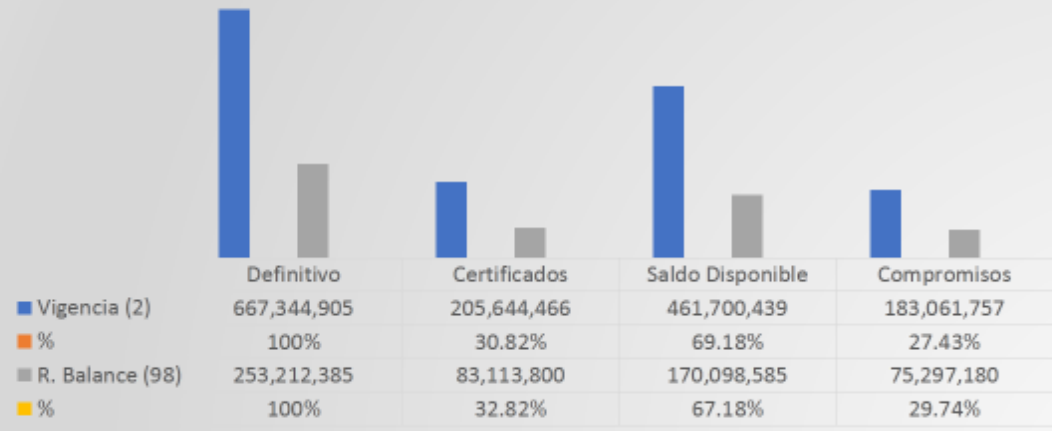 Definitivo Certificados Saldo Disponible Compromisos
Vigencia (2) 667,344,905 205,644,466 461,700,439 183,061,757
% 100% 30.82% 69.18% 27.43%
R. Balance (98) 253,212,385 83,113,800 170,098,585 75,297,180
% 100% 32.82% 67.18% 29.74%